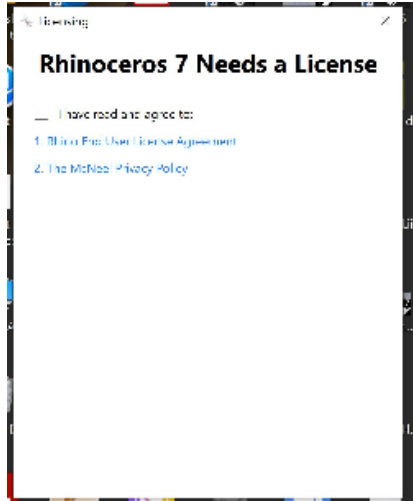 Licensing
Rhinoceros 7 Needs a License
I have read and agree to:
1. Rhino End User License Agreement
2. The McNeel Privacy Policy